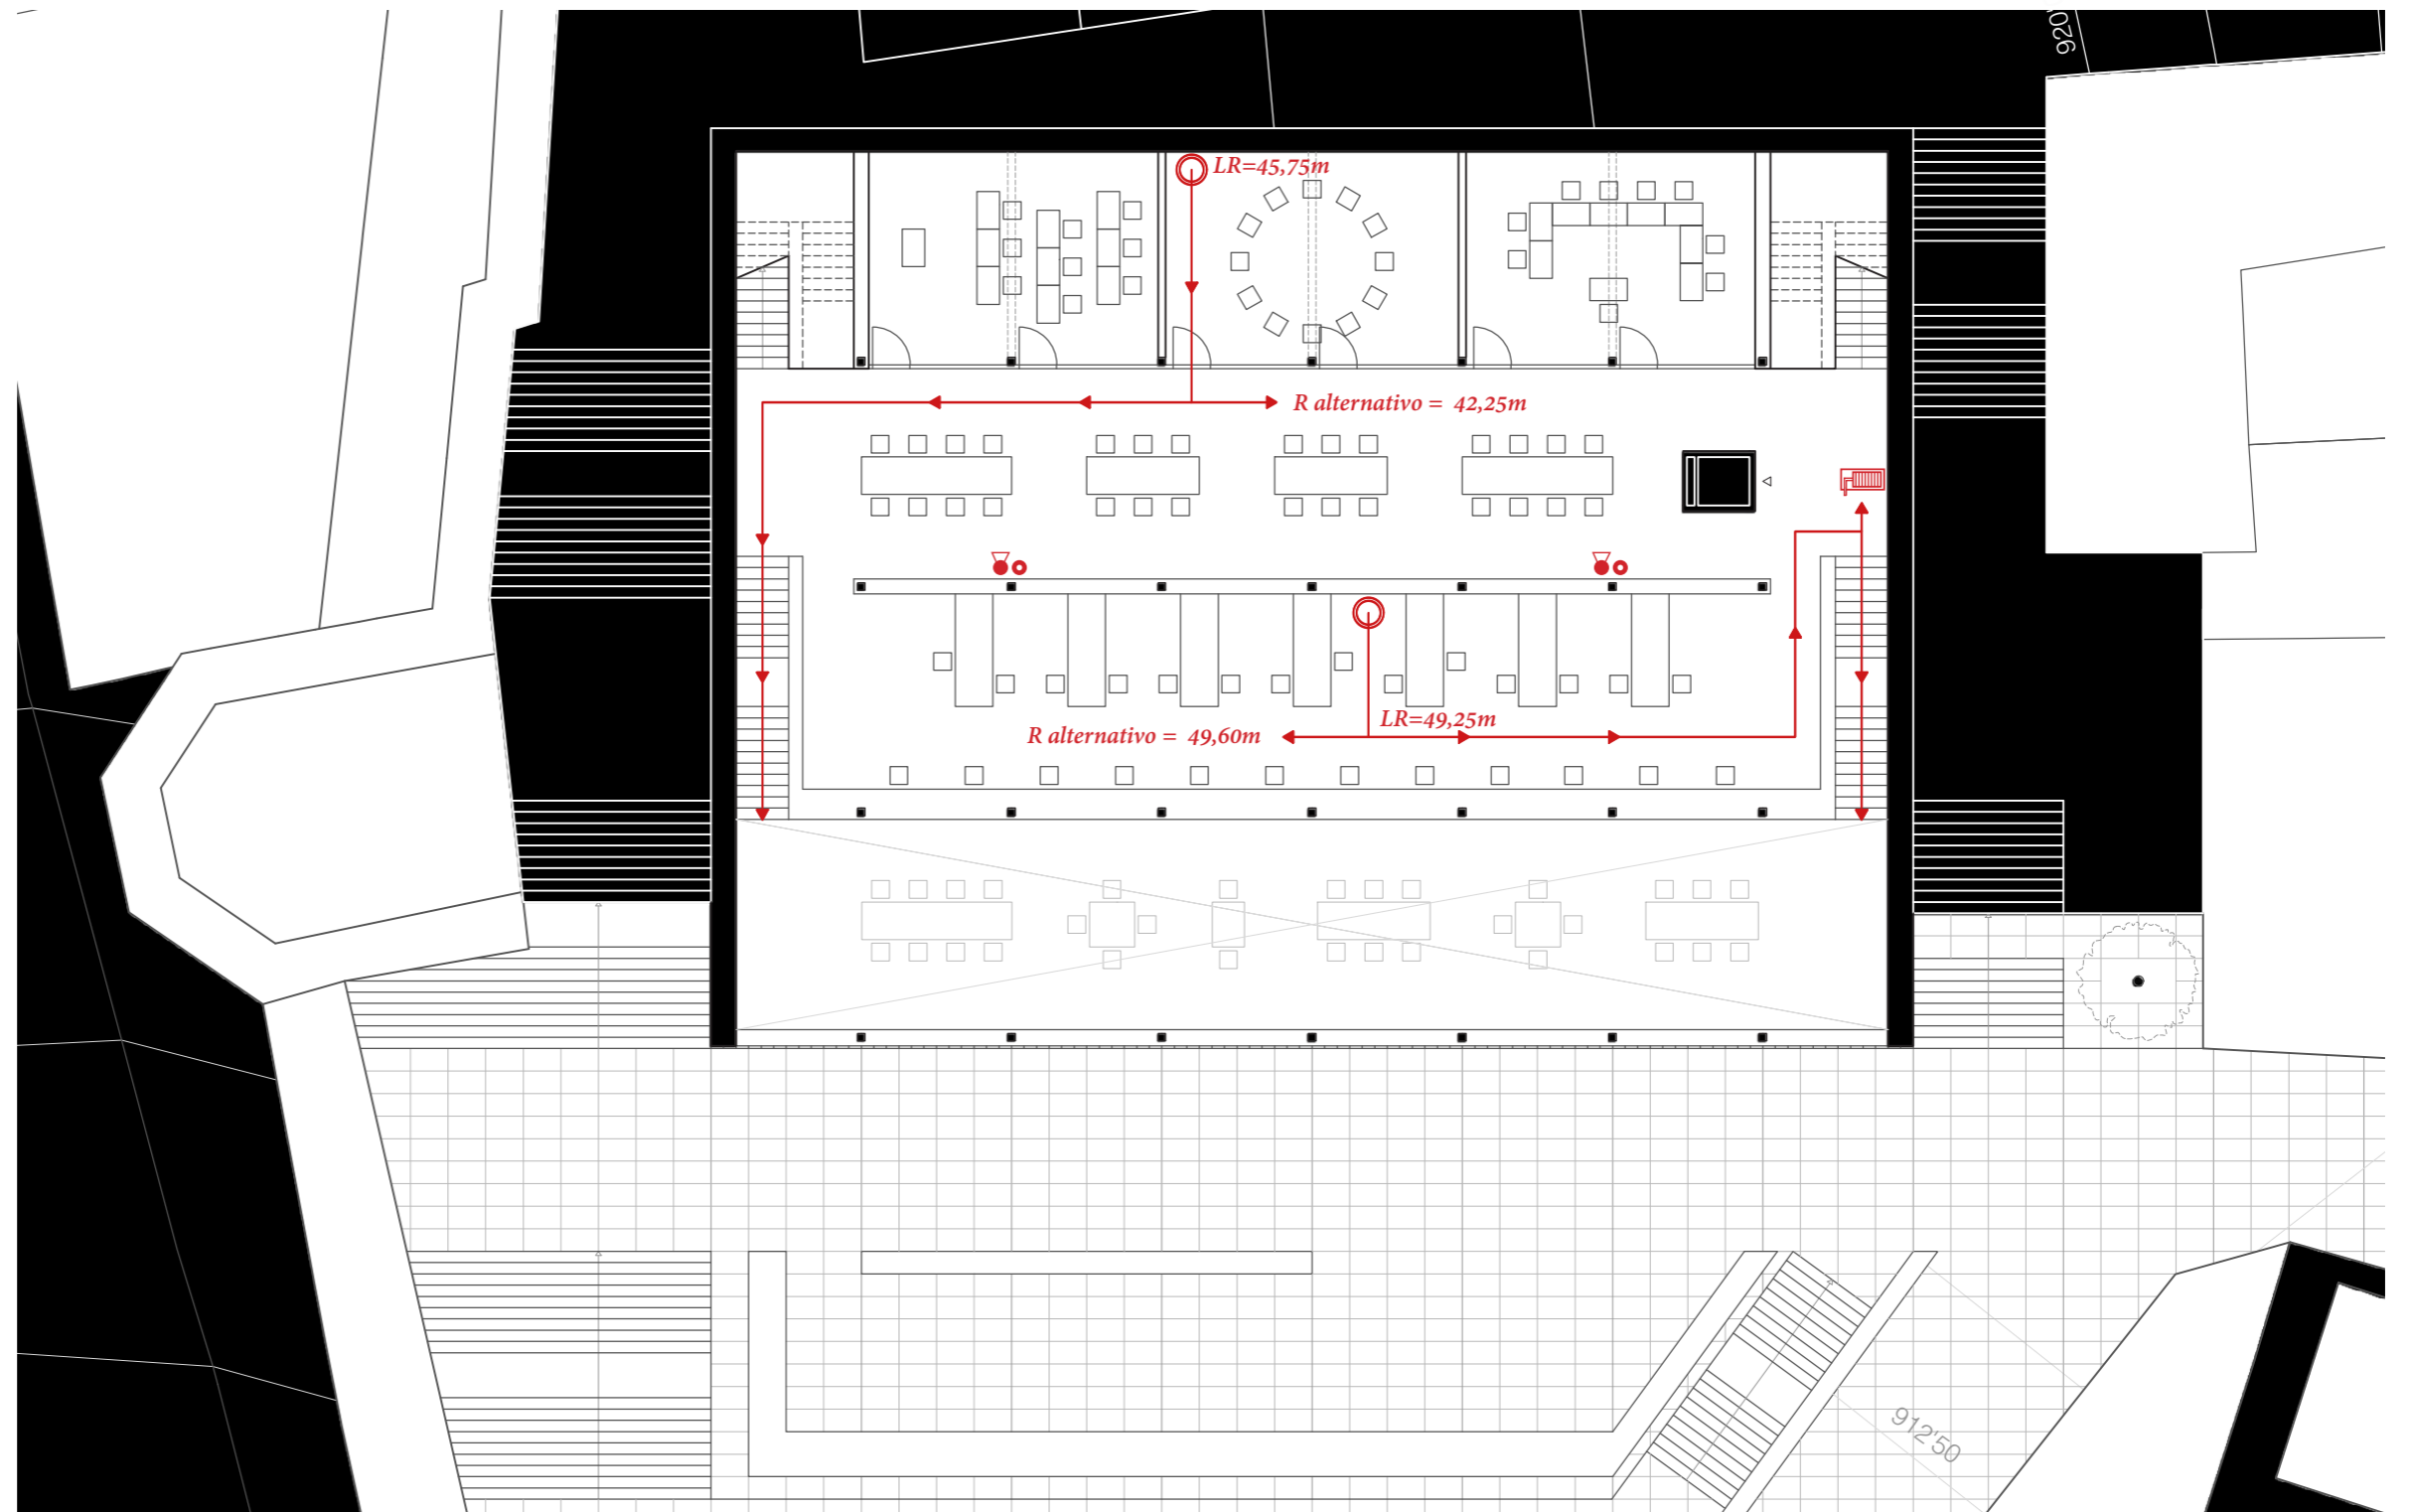 920'
LR=45,75m
R alternativo = 42,25m
LR=49,25m
R alternativo = 49,60m
912'50